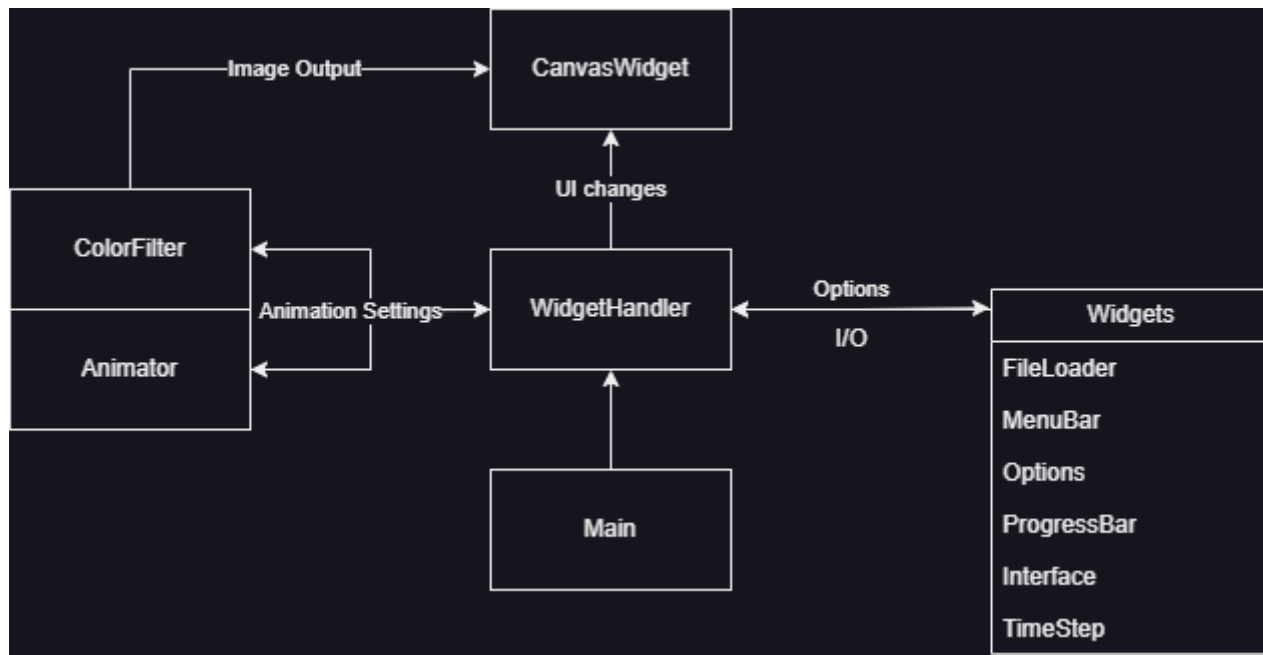 Image Output
CanvasWidget
UI changes
ColorFilter
Animation Settings
Animator
WidgetHandler
Options
I/O
Main
Widgets
FileLoader
MenuBar
Options
ProgressBar
Interface
TimeStep